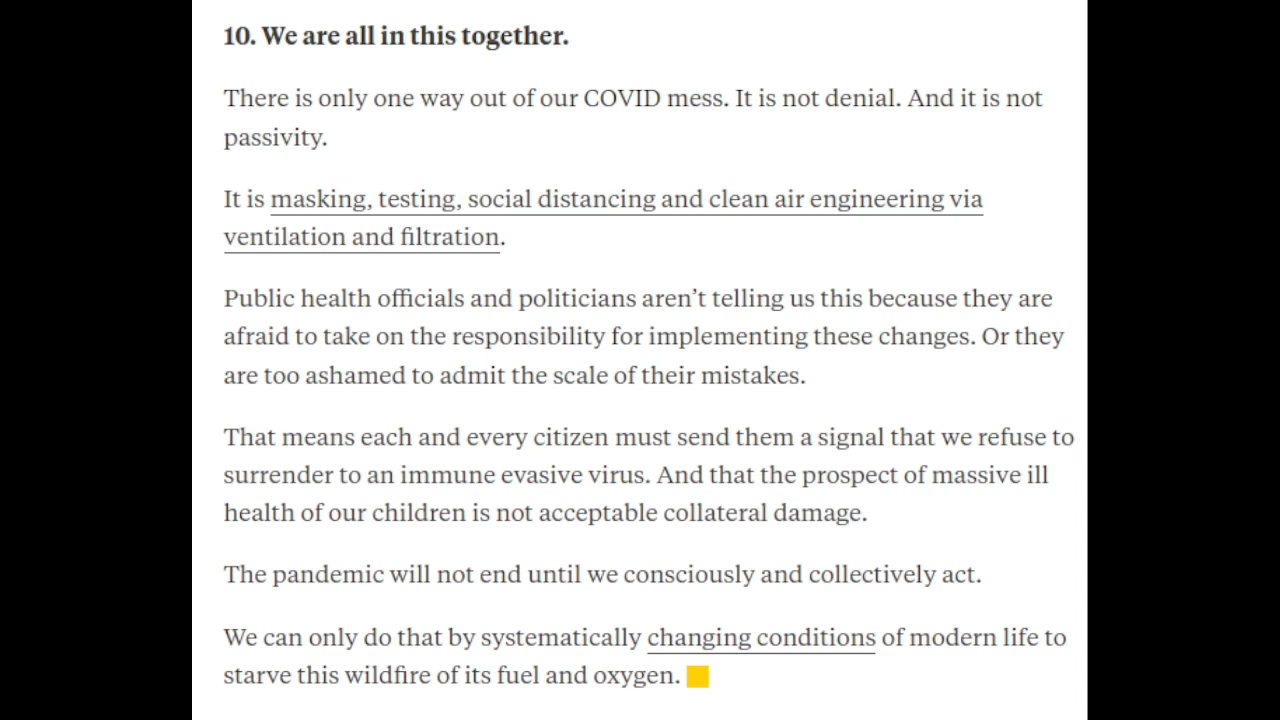 10. We are all in this together.
There is only one way out of our COVID mess. It is not denial. And it is not
passivity.
It is masking, testing, social distancing and clean air engineering via
ventilation and filtration.
Public health officials and politicians aren’t telling us this because they are
afraid to take on the responsibility for implementing these changes. Or they
are too ashamed to admit the scale of their mistakes.
That means each and every citizen must send them a signal that we refuse to
surrender to an immune evasive virus. And that the prospect of massive ill
health of our children is not acceptable collateral damage.
The pandemic will not end until we consciously and collectively act.
We can only do that by systematically changing conditions of modern life to
starve this wildfire of its fuel and oxygen.